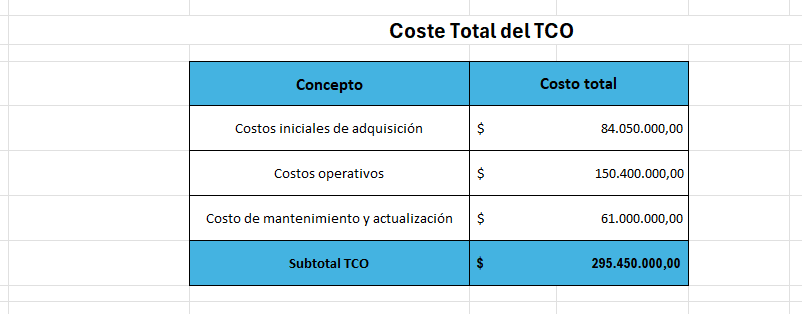 Coste Total del TCO
Concepto Costo total
Costos iniciales de adquisición $ 84.050.000,00
Costos operativos $ 150.400.000,00
Costo de mantenimiento y actualización $ 61.000.000,00
Subtotal TCO $ 295.450.000,00